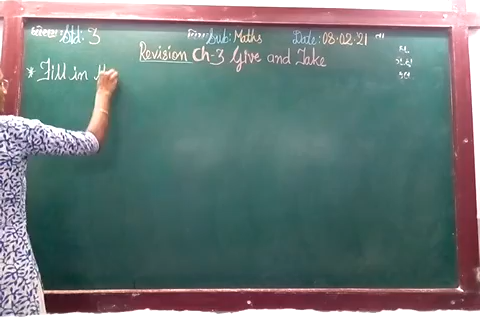 Std: 3 Sub: Maths Date: 08.02.21
Revision Ch-3 Give and Take
* Fill in